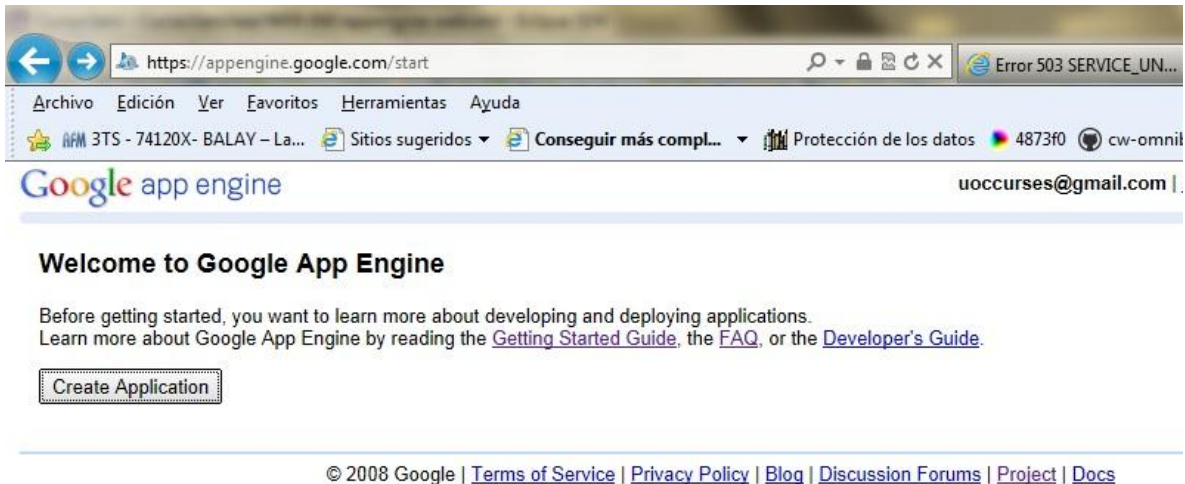 https://appengine.google.com/start
Error 503 SERVICE_UN...
Archivo Edición Ver Favoritos Herramientas Ayuda
3TS - 74120X- BALAY – La... Sitios sugeridos Conseguir más compl... Protección de los datos 4873f0 cw-omnib
Google app engine
uoccurses@gmail.com |
Welcome to Google App Engine
Before getting started, you want to learn more about developing and deploying applications.
Learn more about Google App Engine by reading the Getting Started Guide, the FAQ, or the Developer's Guide.
Create Application
© 2008 Google | Terms of Service | Privacy Policy | Blog | Discussion Forums | Project | Docs